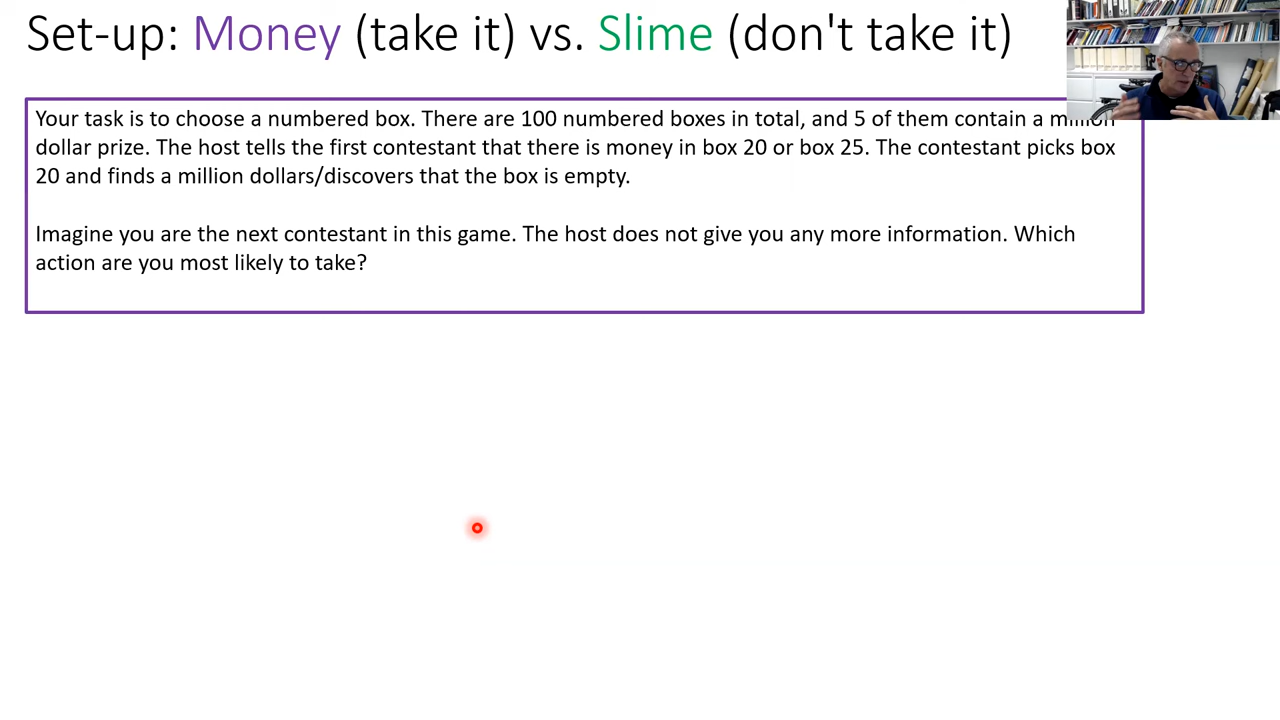 Set-up: Money (take it) vs. Slime (don't take it)
Your task is to choose a numbered box. There are 100 numbered boxes in total, and 5 of them contain a million
dollar prize. The host tells the first contestant that there is money in box 20 or box 25. The contestant picks box
20 and finds a million dollars/discovers that the box is empty.
Imagine you are the next contestant in this game. The host does not give you any more information. Which
action are you most likely to take?